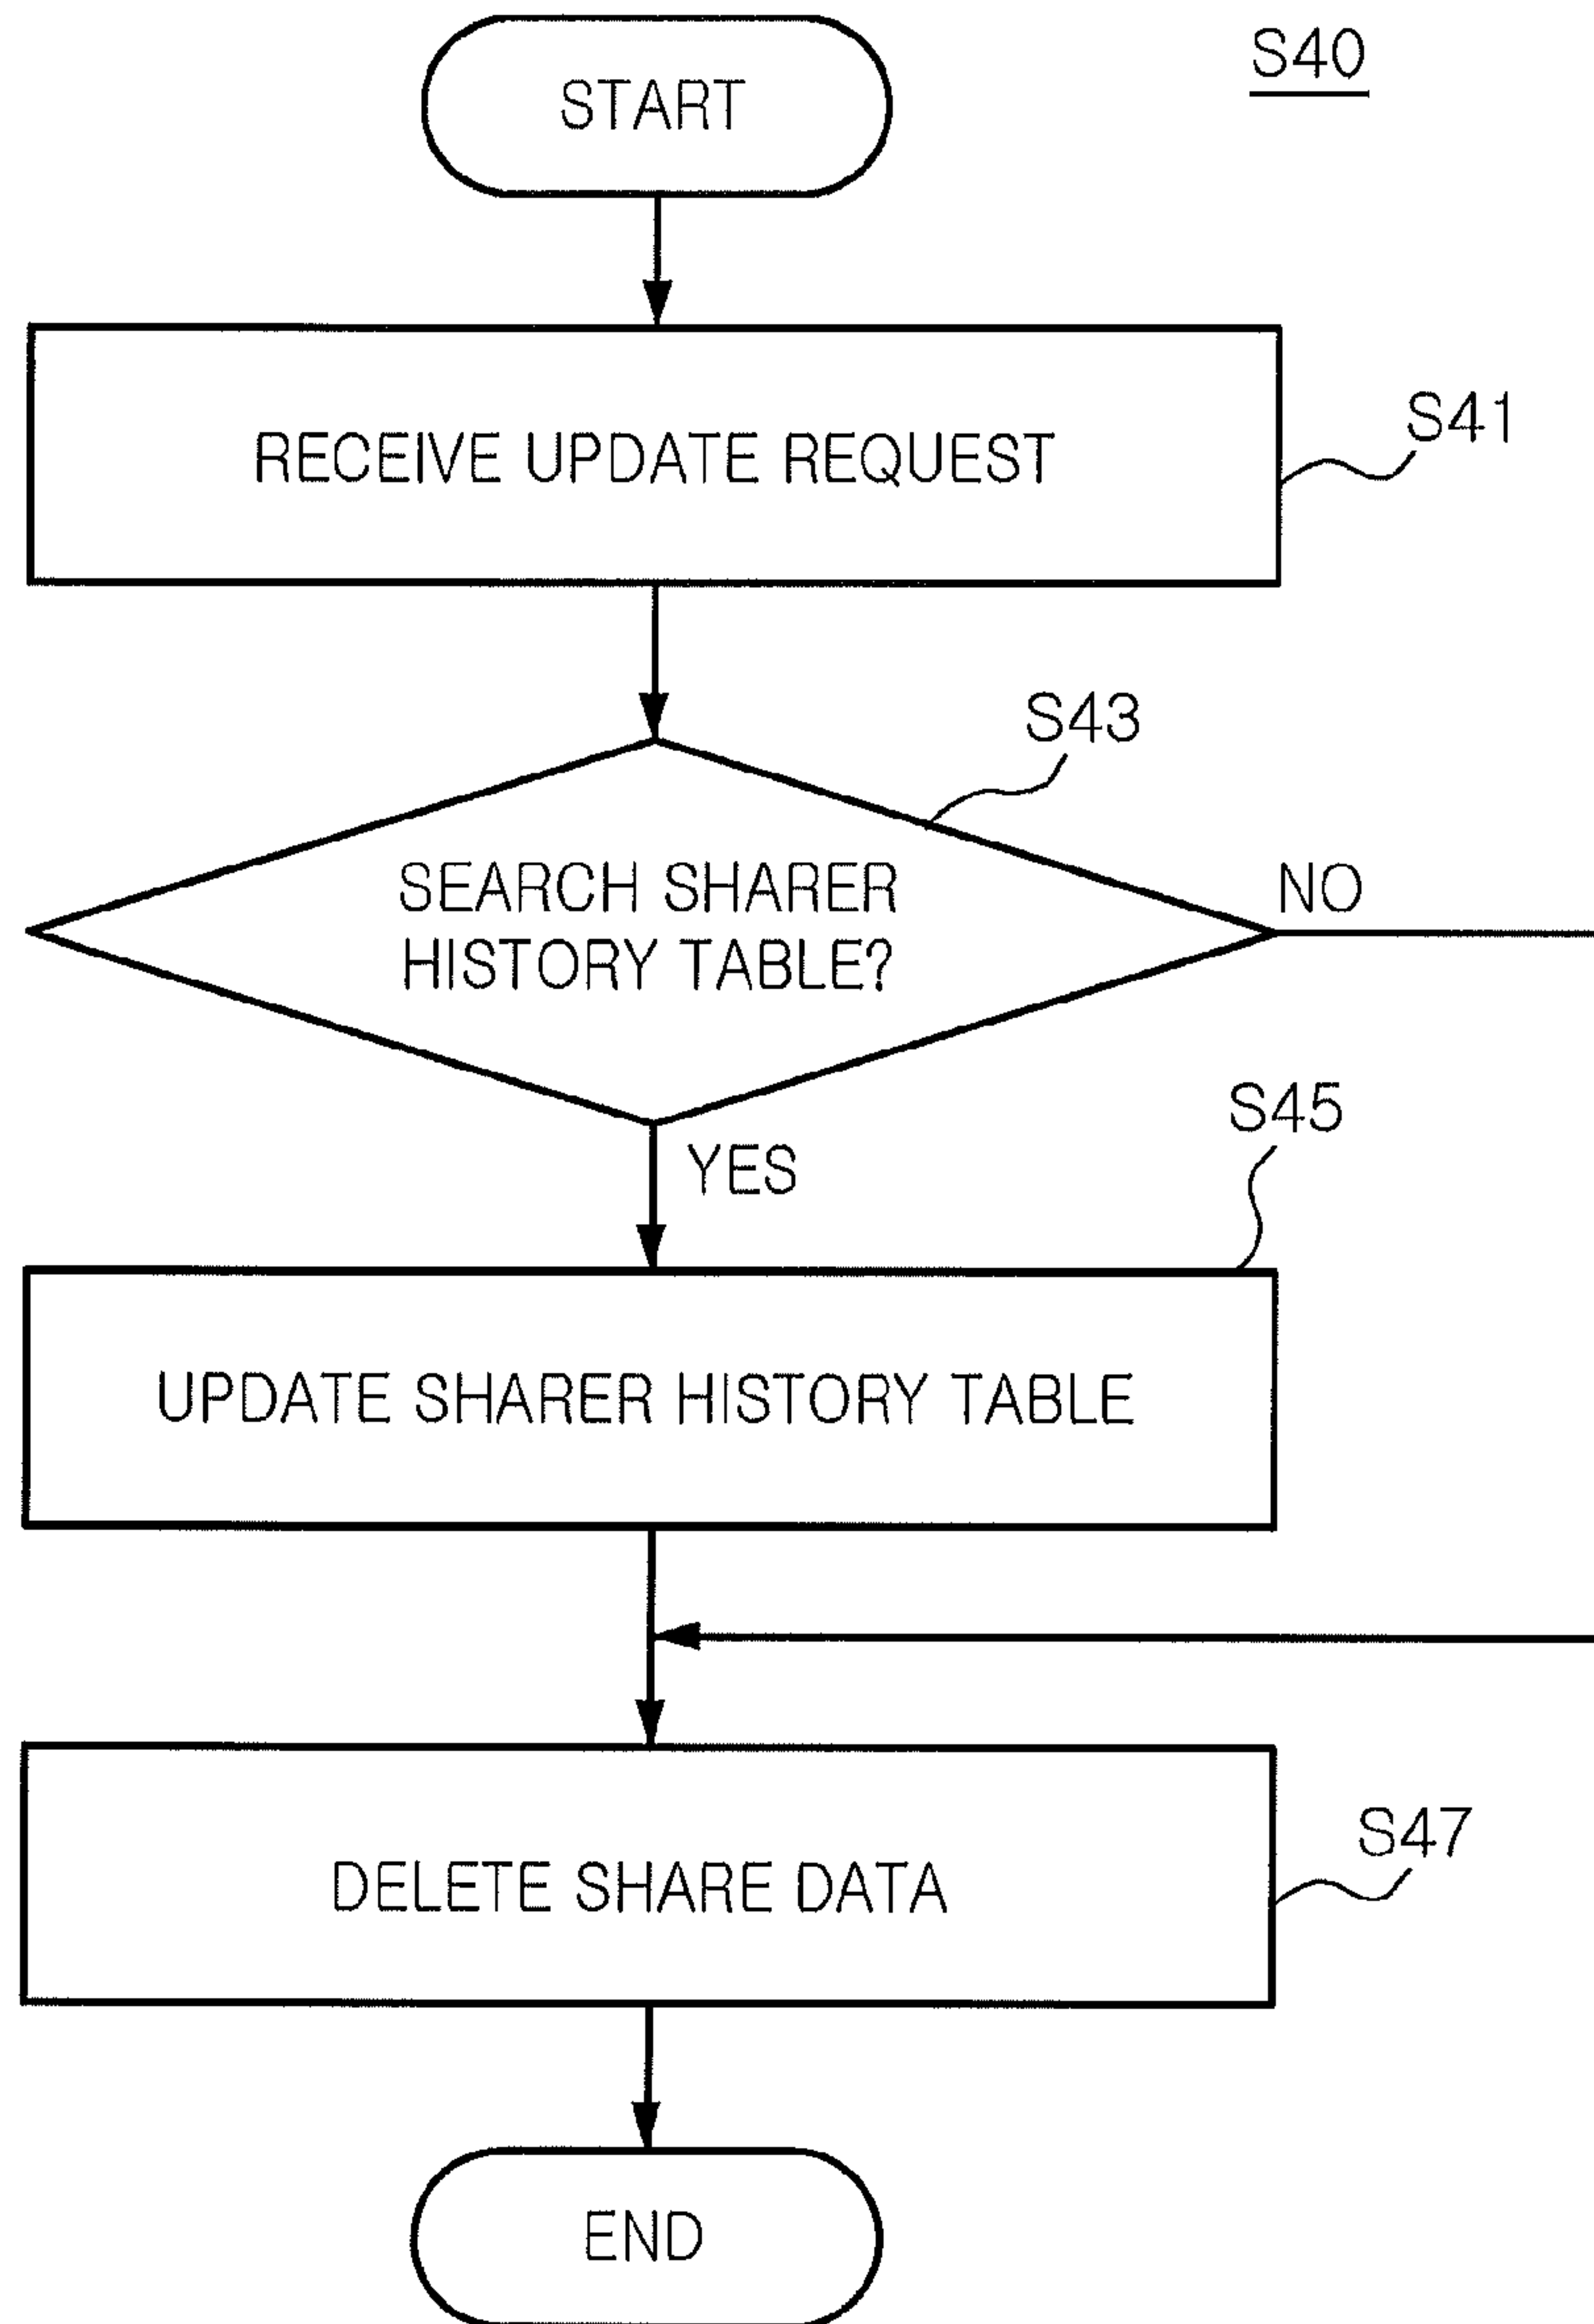 START
S40
RECEIVE UPDATE REQUEST
S41
S43
SEARCH SHARER
HISTORY TABLE?
NO
YES
S45
UPDATE SHARER HISTORY TABLE
DELETE SHARE DATA
S47
END